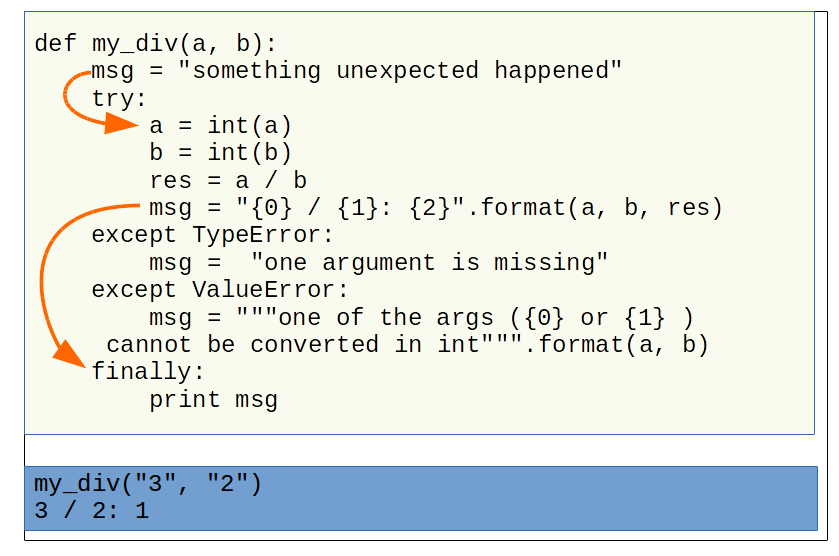 def my_div(a, b):
    msg = "something unexpected happened"
    try:
        a = int(a)
        b = int(b)
        res = a / b
        msg = "{0} / {1}: {2}".format(a, b, res)
    except TypeError:
        msg =  "one argument is missing"
    except ValueError:
        msg = """one of the args ({0} or {1} )
     cannot be converted in int""".format(a, b)
    finally:
        print msg
my_div("3", "2")
3 / 2: 1